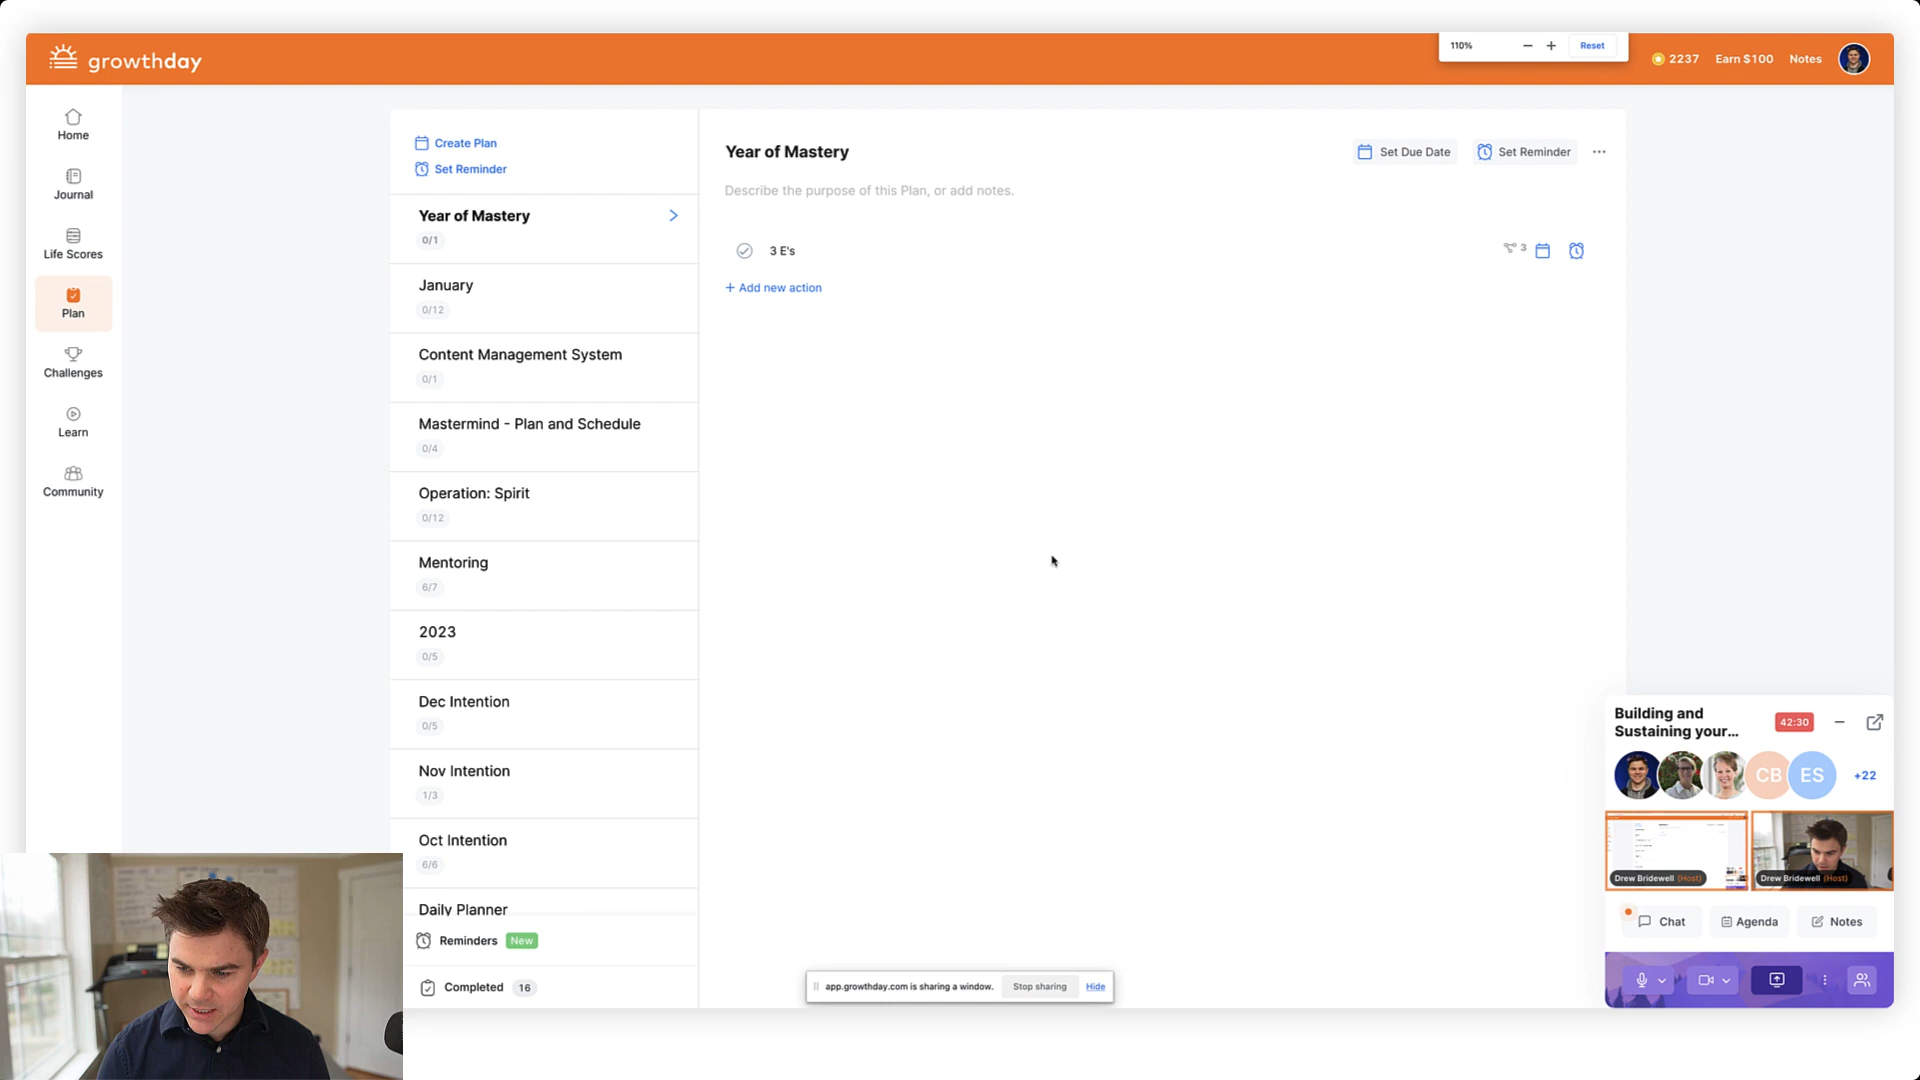 growthday
110%
Reset
2237
Earn $100
Notes
Home
Journal
Life Scores
Plan
Challenges
Learn
Community
Create Plan
Set Reminder
Year of Mastery
0/1
January
0/12
Content Management System
0/1
Mastermind - Plan and Schedule
0/4
Operation: Spirit
0/12
Mentoring
6/7
2023
0/5
Dec Intention
0/5
Nov Intention
1/3
Oct Intention
6/6
Daily Planner
Reminders New
Completed 16
Year of Mastery
Set Due Date
Set Reminder
Describe the purpose of this Plan, or add notes.
3 E's
3
+ Add new action
app.growthday.com is sharing a window.
Stop sharing
Hide
Building and
Sustaining your...
42:30
CB
ES
+22
Drew Bridewell (Host)
Drew Bridewell (Host)
Chat
Agenda
Notes